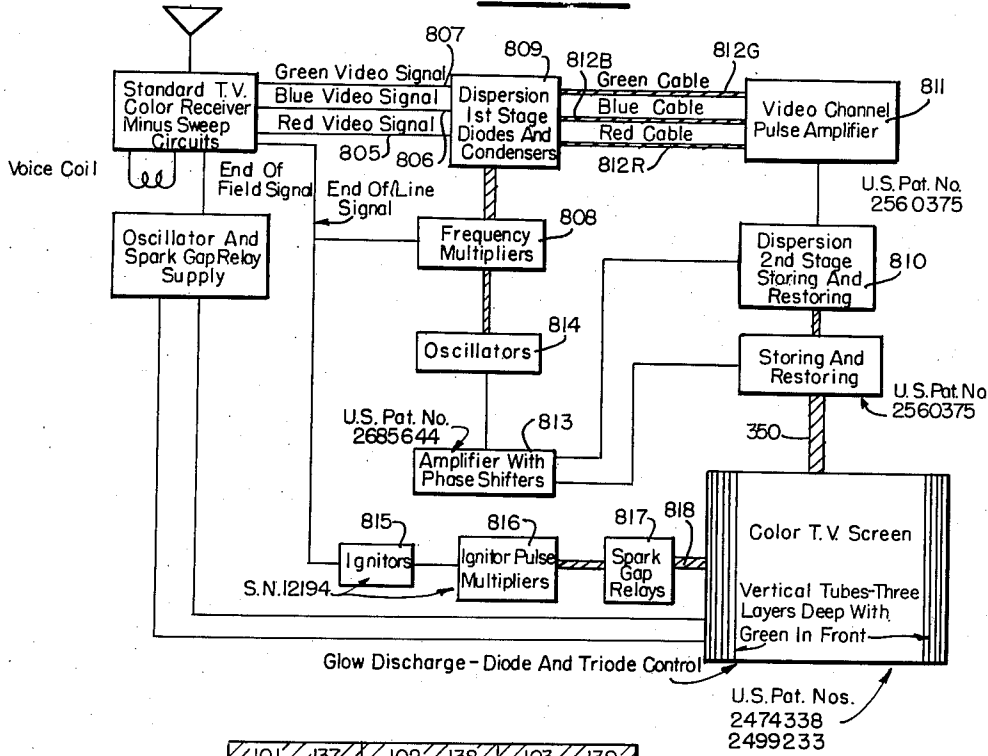 Standard T.V.
Color Receiver
Minus Sweep
Circuits
Green Video Signal
Blue Video Signal
Red Video Signal
807
805
806
809
Dispersion
1st Stage
Diodes And
Condensers
812B
812G
Green Cable
Blue Cable
Red Cable
812R
811
Video Channel
Pulse Amplifier
U.S. Pat. No.
2560375
Voice Coil
End Of
Field Signal
End Of/Line
Signal
Oscillator And
Spark Gap Relay
Supply
808
Frequency
Multipliers
Dispersion
2nd Stage
Storing And
Restoring
810
814
Oscillators
Storing And
Restoring
U.S. Pat. No
2560375
U.S. Pat. No.
2685644
813
Amplifier With
Phase Shifters
350
815
Ignitors
816
Ignitor Pulse
Multipliers
817
Spark
Gap
Relays
818
S.N.12194
Color T.V. Screen
Vertical Tubes-Three
Layers Deep With
Green In Front
Glow Discharge-Diode And Triode Control
U.S. Pat. Nos.
2474338
2499233
101 137 102 138 103 139